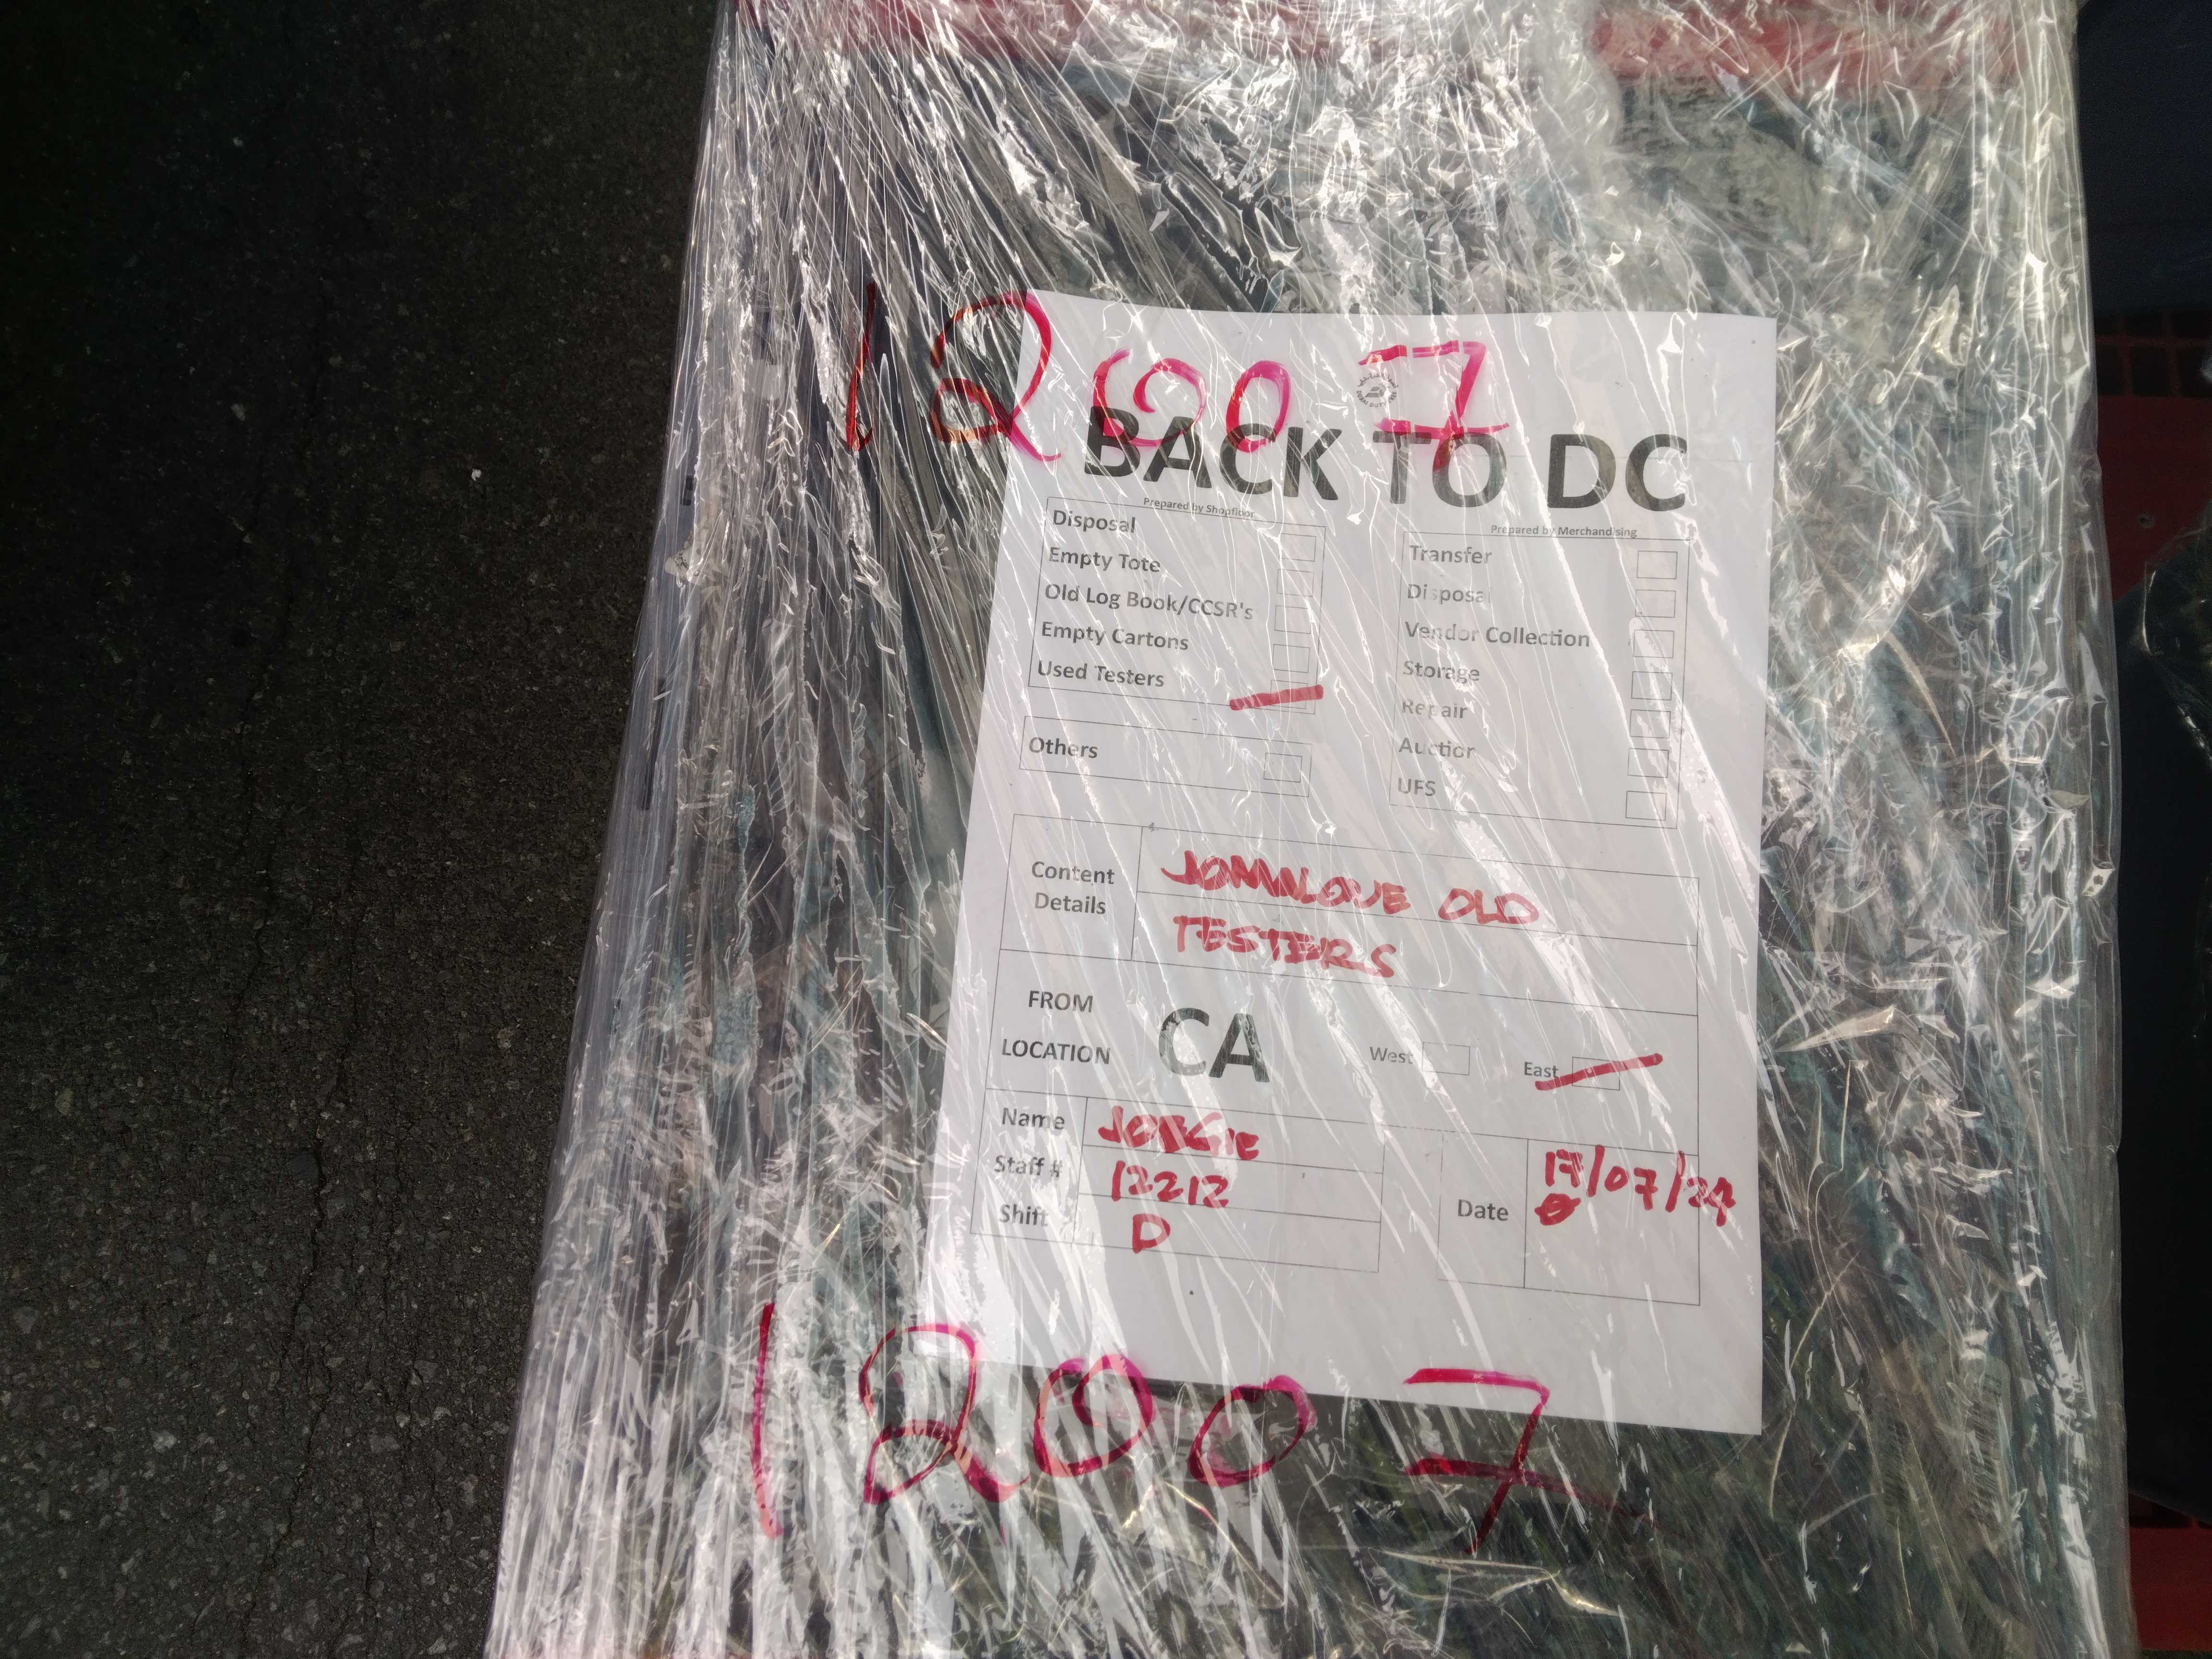 12007
BACK TO DC
Prepared by Shopfloor
Disposal
Empty Tote
Old Log Book/CCSR's
Empty Cartons
Used Testers
Others
Prepared by Merchandising
Transfer
Disposal
Vendor Collection
Storage
Repair
Auction
UFS
Content
Details
OLD
TESTERS
FROM
LOCATION
CA
West
East
Name
Staff # 12212
Shift D
Date 17/07/24
12007